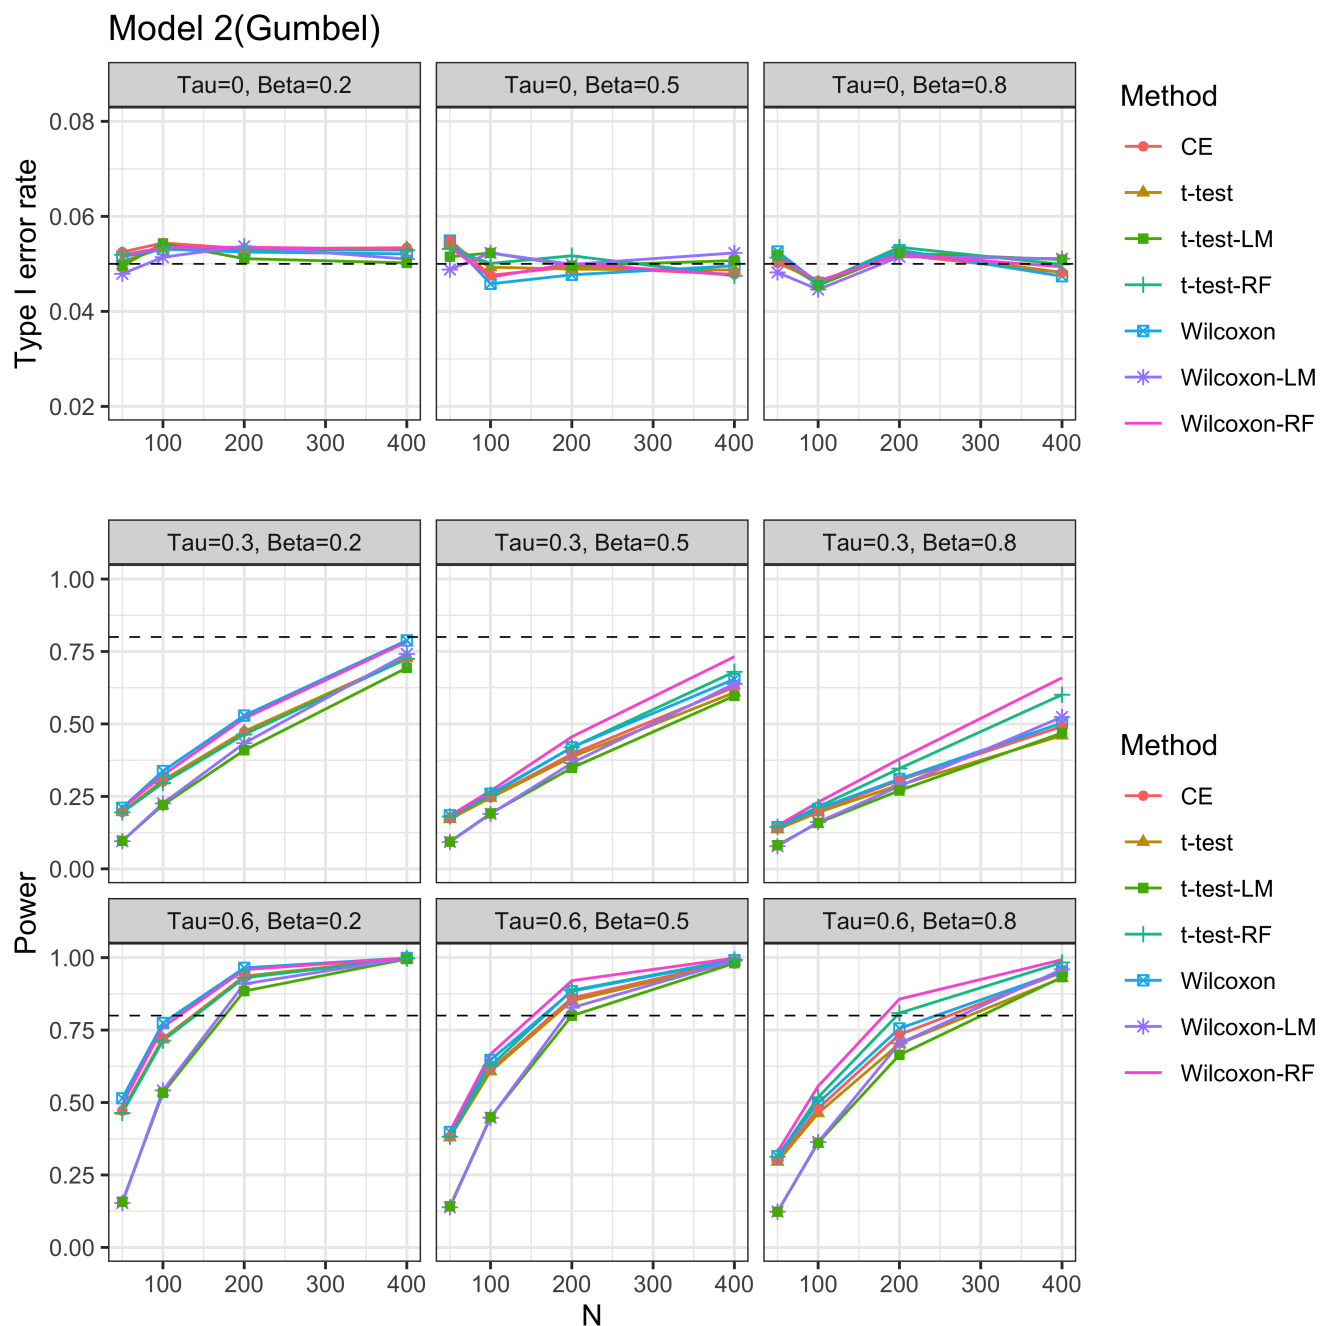 Model 2(Gumbel)
Tau=0, Beta=0.2
Tau=0, Beta=0.5
Tau=0, Beta=0.8
Type I error rate
0.08
0.06
0.04
0.02
100 200 300 400
100 200 300 400
100 200 300 400
Method
CE
t-test
t-test-LM
t-test-RF
Wilcoxon
Wilcoxon-LM
Wilcoxon-RF
Tau=0.3, Beta=0.2
Tau=0.3, Beta=0.5
Tau=0.3, Beta=0.8
1.00
0.75
0.50
0.25
0.00
Power
Tau=0.6, Beta=0.2
Tau=0.6, Beta=0.5
Tau=0.6, Beta=0.8
1.00
0.75
0.50
0.25
0.00
100 200 300 400
100 200 300 400
100 200 300 400
N
Method
CE
t-test
t-test-LM
t-test-RF
Wilcoxon
Wilcoxon-LM
Wilcoxon-RF